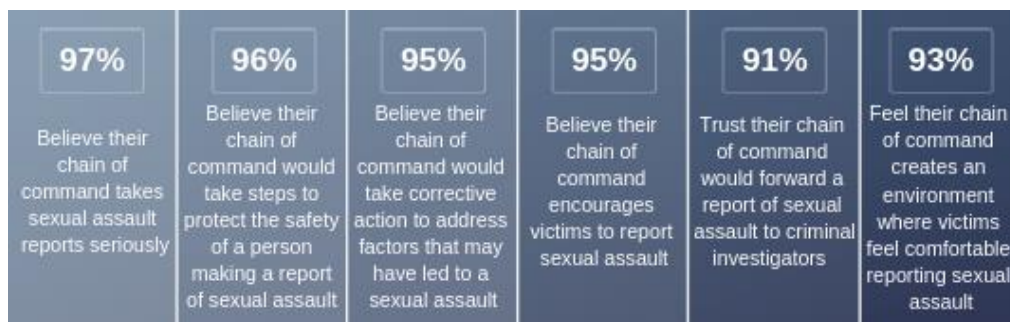 97%
Believe their
chain of
command takes
sexual assault
reports seriously
96%
Believe their
chain of
command would
take steps to
protect the safety
of a person
making a report
of sexual assault
95%
Believe their
chain of
command would
take corrective
action to address
factors that may
have led to a
sexual assault
95%
Believe their
chain of
command
encourages
victims to report
sexual assault
91%
Trust their chain
of command
would forward a
report of sexual
assault to criminal
investigators
93%
Feel their chain
of command
creates an
environment
where victims
feel comfortable
reporting sexual
assault